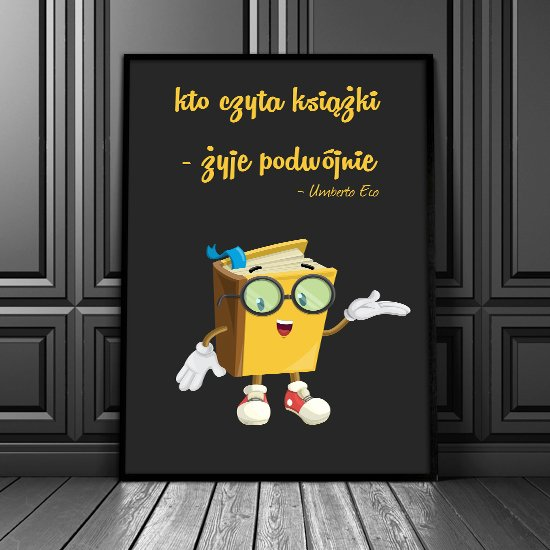 kto czyta książki
- żyje podwójnie
- Umberto Eco